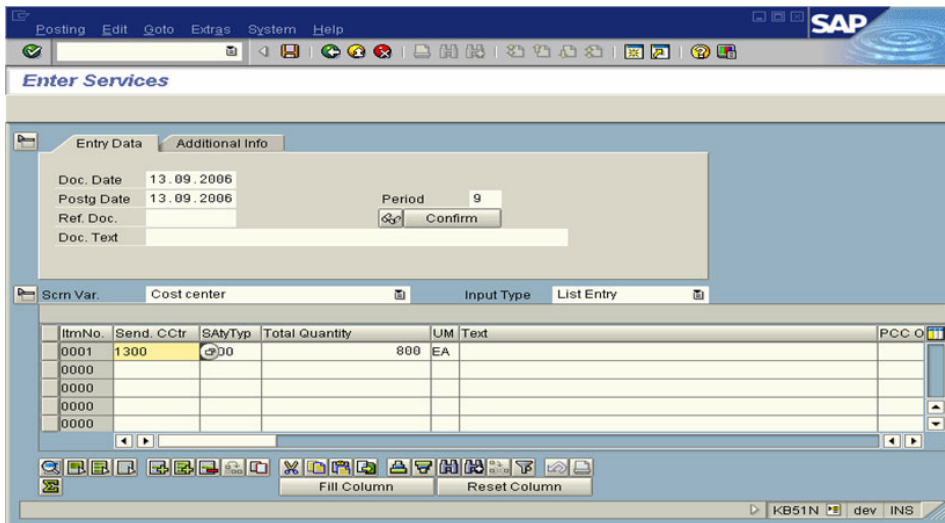 Posting Edit Goto Extras System Help
SAP
Enter Services
Entry Data Additional Info
Doc. Date 13.09.2006
Postg Date 13.09.2006 Period 9
Ref. Doc. Confirm
Doc. Text
Scrn Var. Cost center Input Type List Entry
ItmNo. Send. CCtr SAtyTyp Total Quantity UM Text PCC O
0001 1300 00 800 EA
0000
0000
0000
0000
Fill Column Reset Column
KB51N dev INS